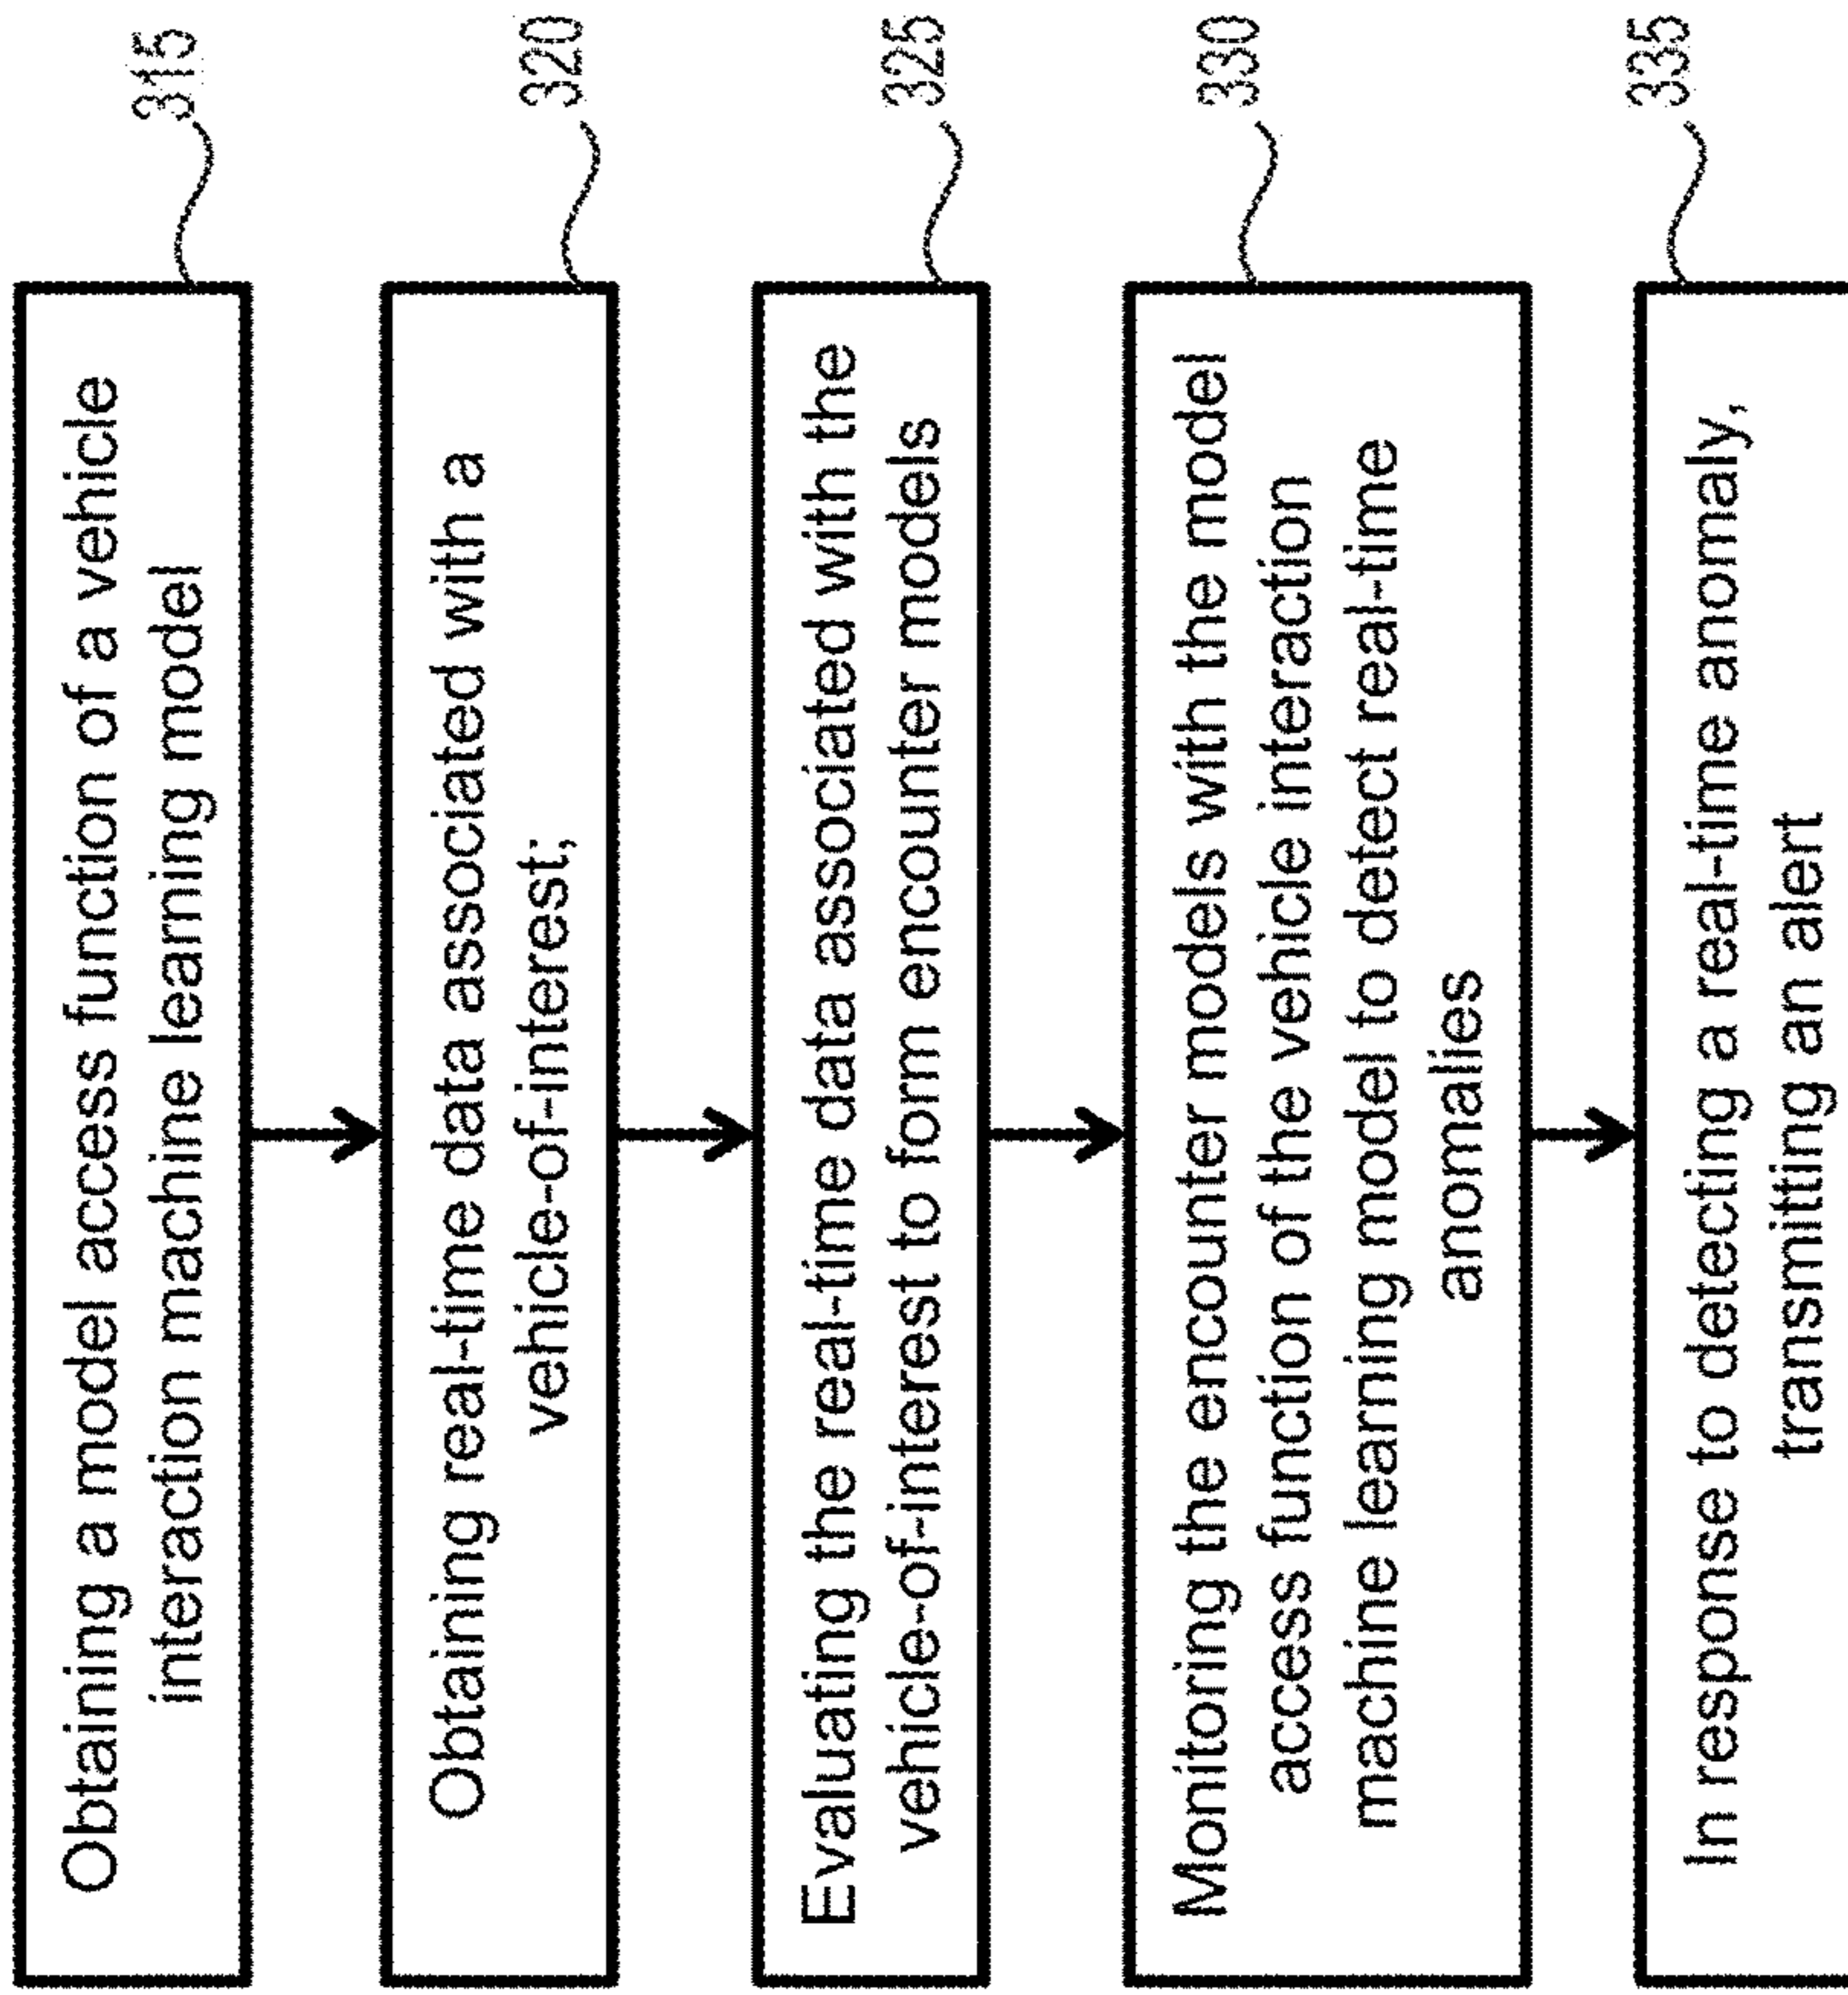 Obtaining a model access function of a vehicle
interaction machine learning model
315
Obtaining real-time data associated with a
vehicle-of-interest;
320
Evaluating the real-time data associated with the
vehicle-of-interest to form encounter models
325
Monitoring the encounter models with the model
access function of the vehicle interaction
machine learning model to detect real-time
anomalies
330
In response to detecting a real-time anomaly,
transmitting an alert
335